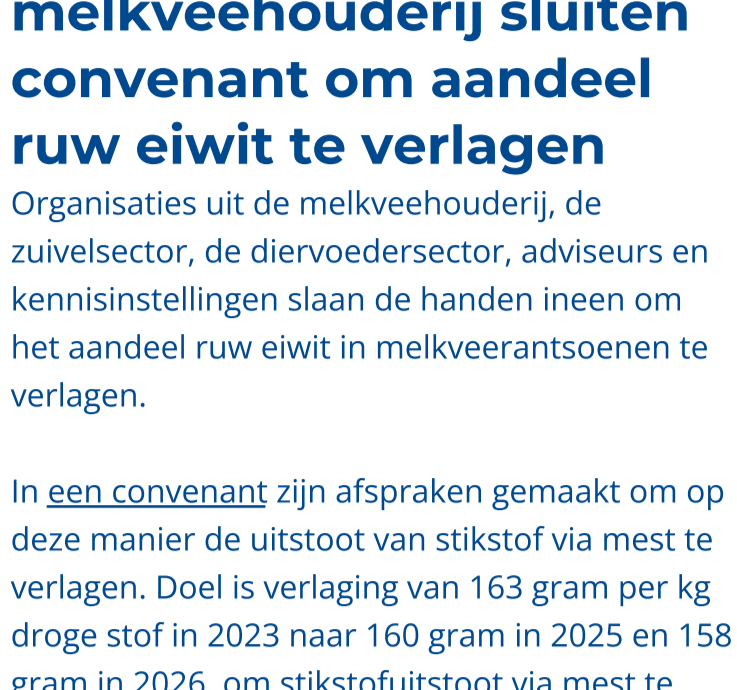 melkveehouderij sluiten
convenant om aandeel
ruw eiwit te verlagen
Organisaties uit de melkveehouderij, de
zuivelsector, de diervoedersector, adviseurs en
kennisinstellingen slaan de handen ineen om
het aandeel ruw eiwit in melkveerantsoenen te
verlagen.
In een convenant zijn afspraken gemaakt om op
deze manier de uitstoot van stikstof via mest te
verlagen. Doel is verlaging van 163 gram per kg
droge stof in 2023 naar 160 gram in 2025 en 158
gram in 2026, om stikstofuitstoot via mest te